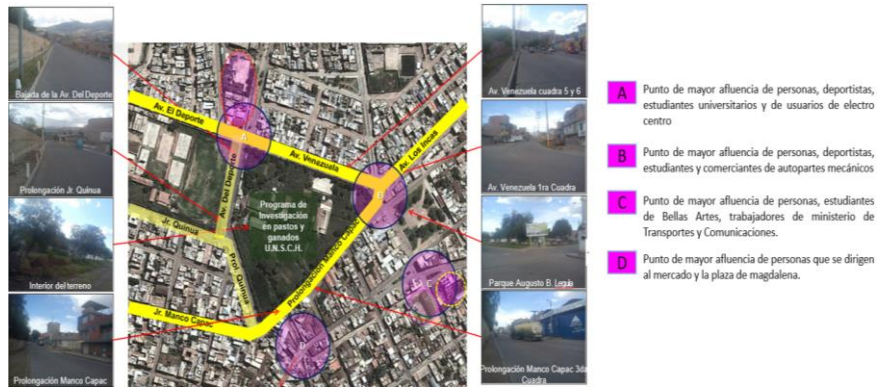 Bajada de la Av. Del Deporte
Prolongación Jr. Quinua
Interior del terreno
Prolongación Manco Capac
Av. El Deporte
A
Av. Venezuela
Av. Los Incas
Av. Del Deporte
B
Programa de
Investigación
en pastos y
ganados
U.N.S.C.H.
Jr. Quinua
Prol. Quinua
Prolongación Manco Capac
C
Jr. Manco Capac
D
Av. Venezuela cuadra 5 y 6
Av. Venezuela 1ra Cuadra
Parque Augusto B. Leguía
Prolongación Manco Capac 3da
Cuadra
A
Punto de mayor afluencia de personas, deportistas,
estudiantes universitarios y de usuarios de electro
centro
B
Punto de mayor afluencia de personas, deportistas,
estudiantes y comerciantes de autopartes mecánicos
C
Punto de mayor afluencia de personas, estudiantes
de Bellas Artes, trabajadores de ministerio de
Transportes y Comunicaciones.
D
Punto de mayor afluencia de personas que se dirigen
al mercado y la plaza de magdalena.